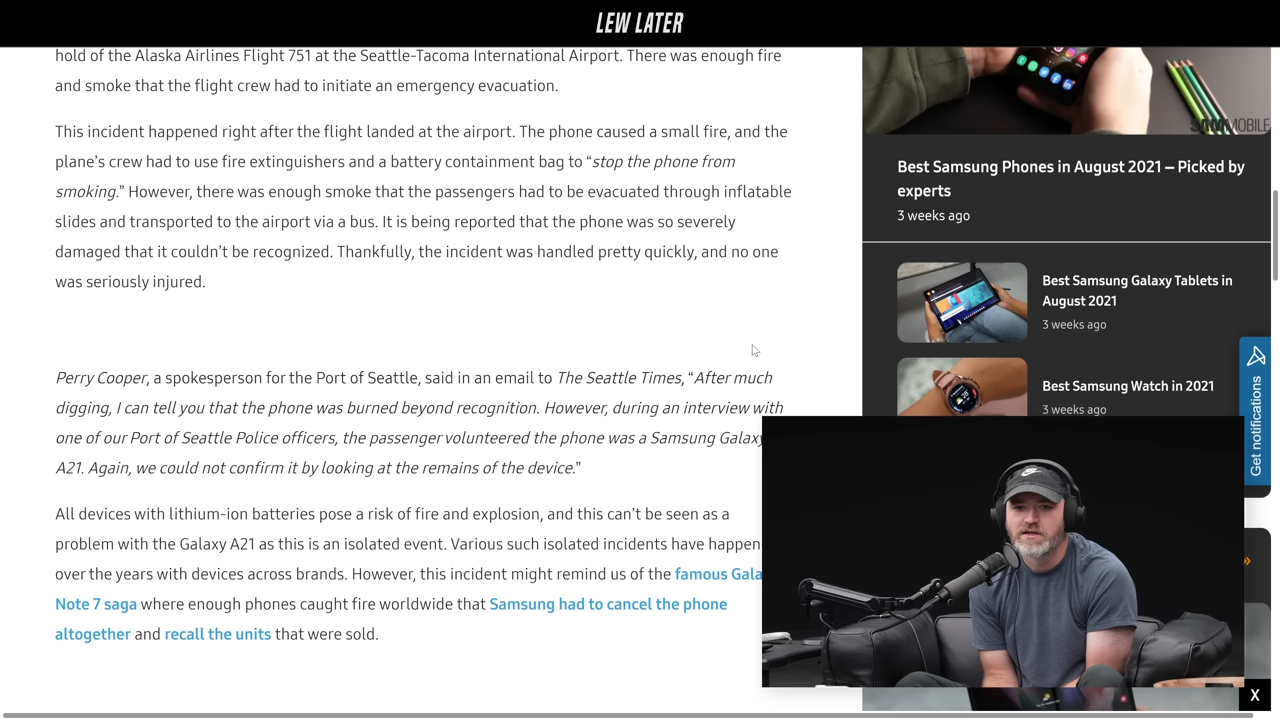 LEW LATER
hold of the Alaska Airlines Flight 751 at the Seattle-Tacoma International Airport. There was enough fire
and smoke that the flight crew had to initiate an emergency evacuation.
This incident happened right after the flight landed at the airport. The phone caused a small fire, and the
plane’s crew had to use fire extinguishers and a battery containment bag to “stop the phone from
smoking.” However, there was enough smoke that the passengers had to be evacuated through inflatable
slides and transported to the airport via a bus. It is being reported that the phone was so severely
damaged that it couldn’t be recognized. Thankfully, the incident was handled pretty quickly, and no one
was seriously injured.
Perry Cooper, a spokesperson for the Port of Seattle, said in an email to The Seattle Times, “After much
digging, I can tell you that the phone was burned beyond recognition. However, during an interview with
one of our Port of Seattle Police officers, the passenger volunteered the phone was a Samsung Galaxy
A21. Again, we could not confirm it by looking at the remains of the device.”
All devices with lithium-ion batteries pose a risk of fire and explosion, and this can’t be seen as a
problem with the Galaxy A21 as this is an isolated event. Various such isolated incidents have happen
over the years with devices across brands. However, this incident might remind us of the famous Gala
Note 7 saga where enough phones caught fire worldwide that Samsung had to cancel the phone
altogether and recall the units that were sold.
MOBILE
Best Samsung Phones in August 2021 – Picked by
experts
3 weeks ago
Best Samsung Galaxy Tablets in
August 2021
3 weeks ago
Best Samsung Watch in 2021
3 weeks ago
Get notifications
X